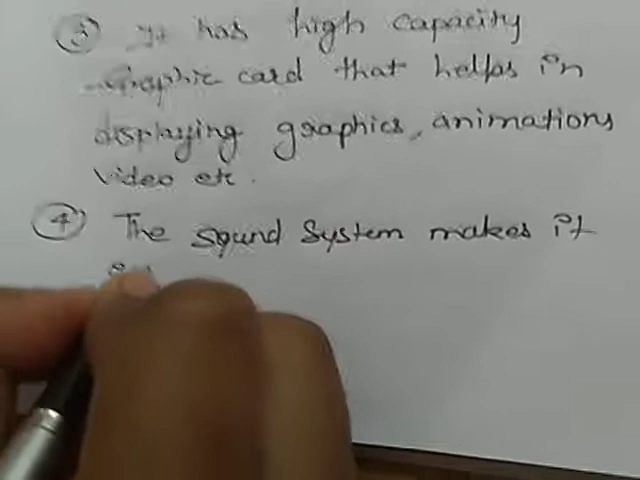 ③ It has high capacity
Graphic card that helps in
displaying graphics, animations
video etc.
④ The sound system makes it